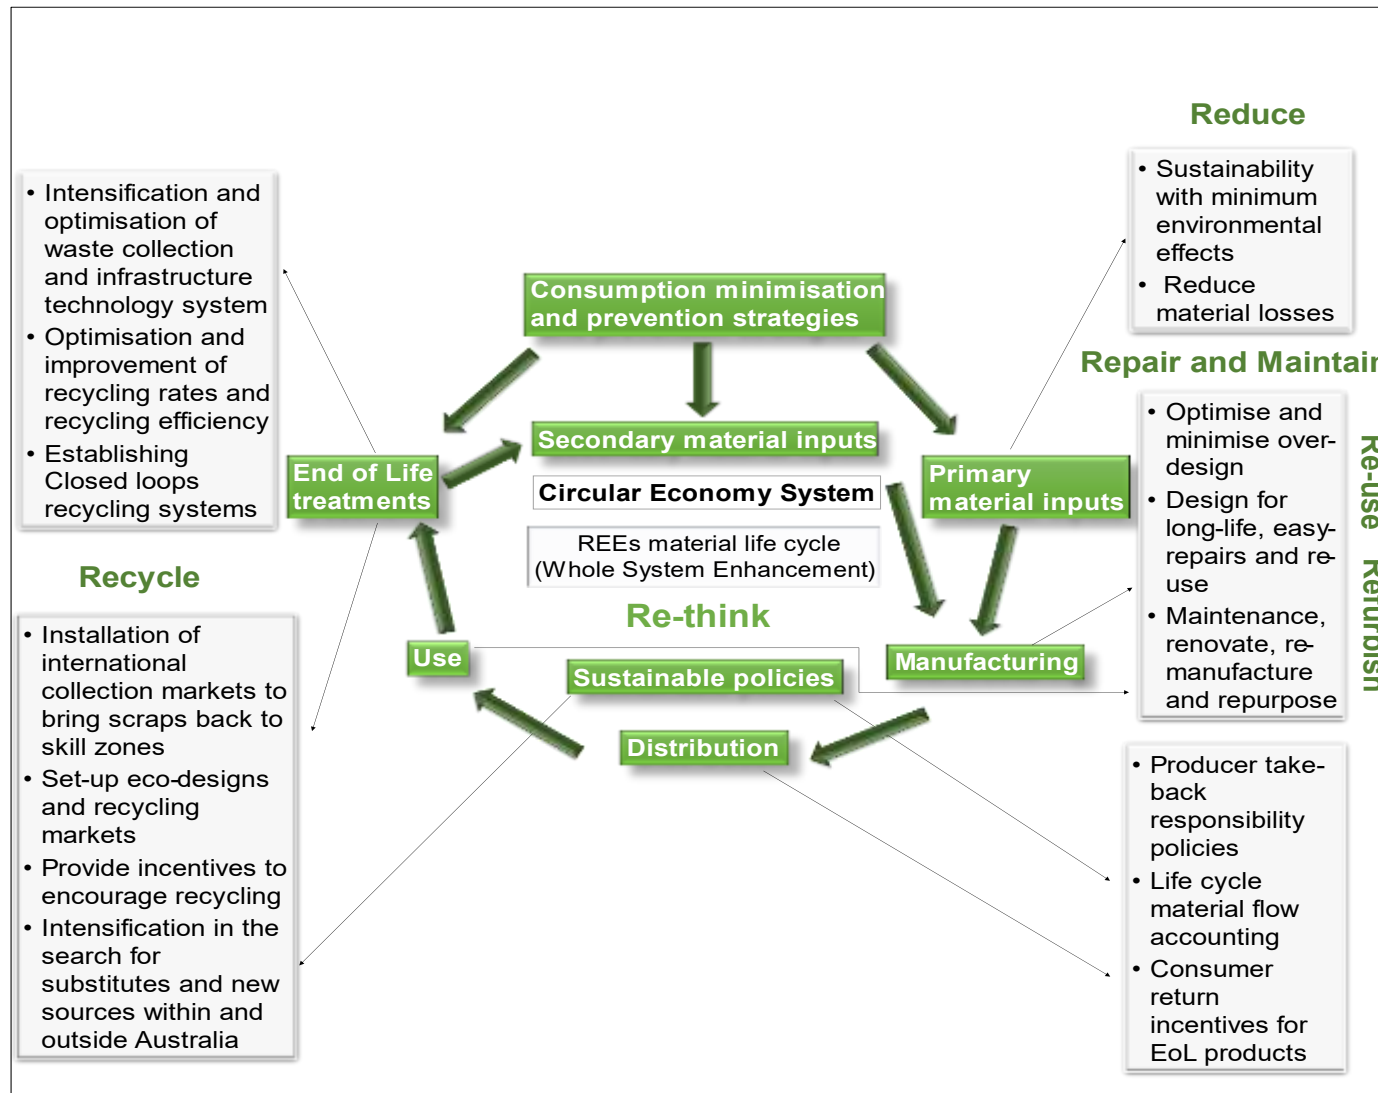 Reduce
• Sustainability
with minimum
environmental
effects
• Reduce
material losses
• Intensification and
optimisation of
waste collection
and infrastructure
technology system
• Optimisation and
improvement of
recycling rates and
recycling efficiency
• Establishing
Closed loops
recycling systems
Consumption minimisation
and prevention strategies
Repair and Maintain
• Optimise and
minimise over-
design
• Design for
long-life, easy-
repairs and re-
use
• Maintenance,
renovate, re-
manufacture
and repurpose
Re-use Refurbish
Secondary material inputs
End of Life
treatments
Primary
material inputs
Circular Economy System
REEs material life cycle
(Whole System Enhancement)
Recycle
Re-think
Use
Manufacturing
Sustainable policies
Distribution
• Installation of
international
collection markets to
bring scraps back to
skill zones
• Set-up eco-designs
and recycling
markets
• Provide incentives to
encourage recycling
• Intensification in the
search for
substitutes and new
sources within and
outside Australia
• Producer take-
back
responsibility
policies
• Life cycle
material flow
accounting
• Consumer
return
incentives for
EoL products